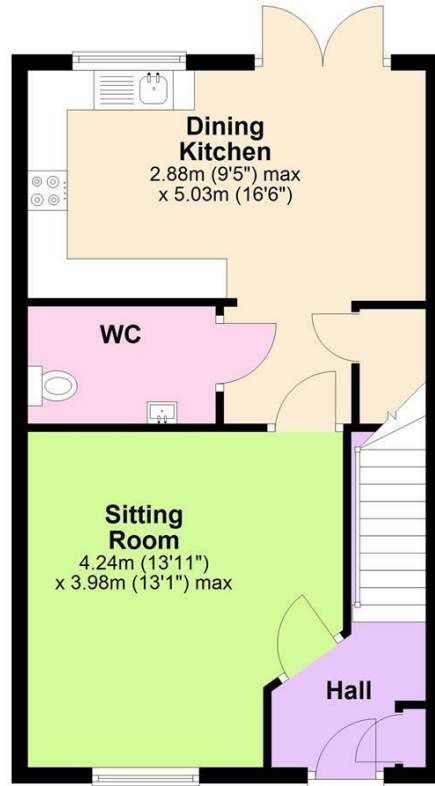 Dining
Kitchen
2.88m (9'5") max
x 5.03m (16'6")
WC
Sitting
Room
4.24m (13'11")
x 3.98m (13'1") max
Hall